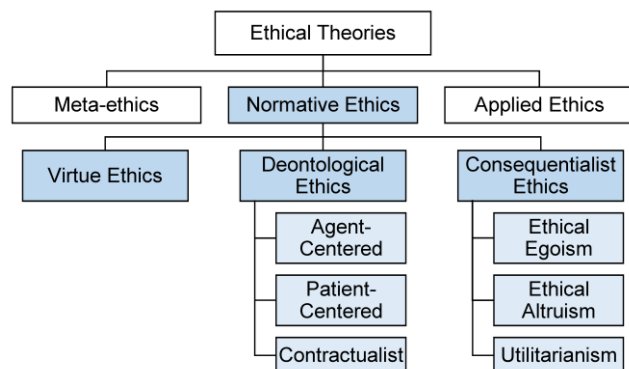 Ethical Theories
Meta-ethics
Normative Ethics
Applied Ethics
Virtue Ethics
Deontological
Ethics
Consequentialist
Ethics
Agent-
Centered
Ethical
Egoism
Patient-
Centered
Ethical
Altruism
Contractualist
Utilitarianism